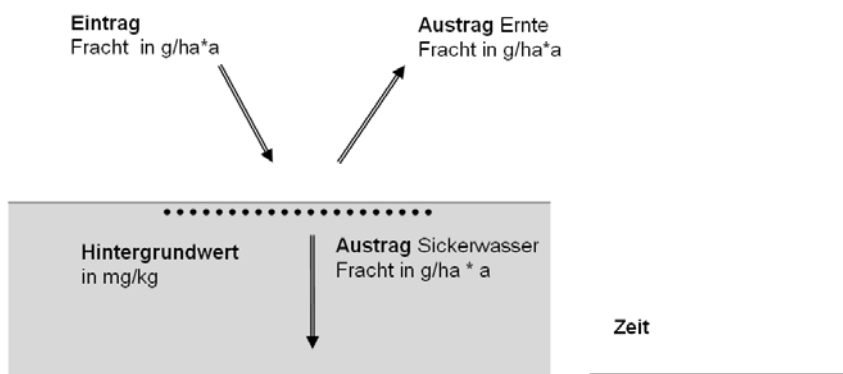 Eintrag
Fracht in g/ha*a
Austrag Ernte
Fracht in g/ha*a
Hintergrundwert
in mg/kg
Austrag Sickerwasser
Fracht in g/ha * a
Zeit